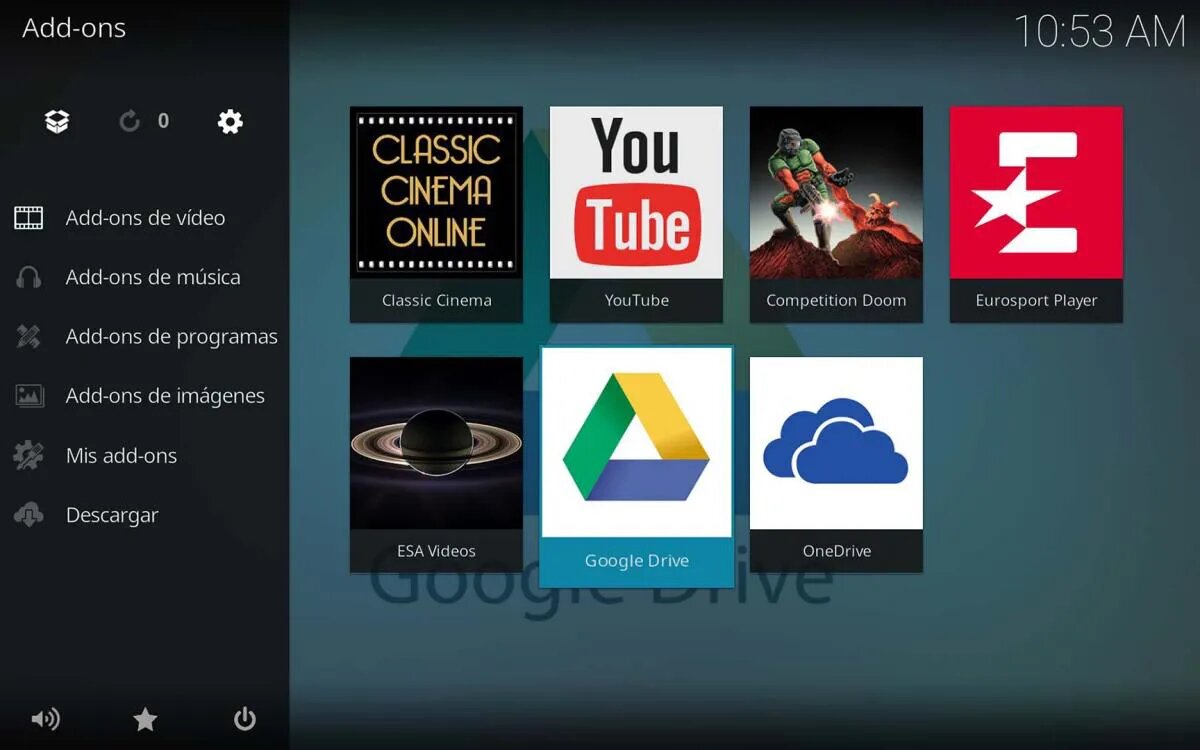 Add-ons
10:53 AM
0
Add-ons de vídeo
Add-ons de música
Add-ons de programas
Add-ons de imágenes
Mis add-ons
Descargar
CLASSIC
CINEMA
ONLINE
Classic Cinema
You
Tube
YouTube
Competition Doom
Eurosport Player
ESA Videos
Google Drive
OneDrive
Google Drive